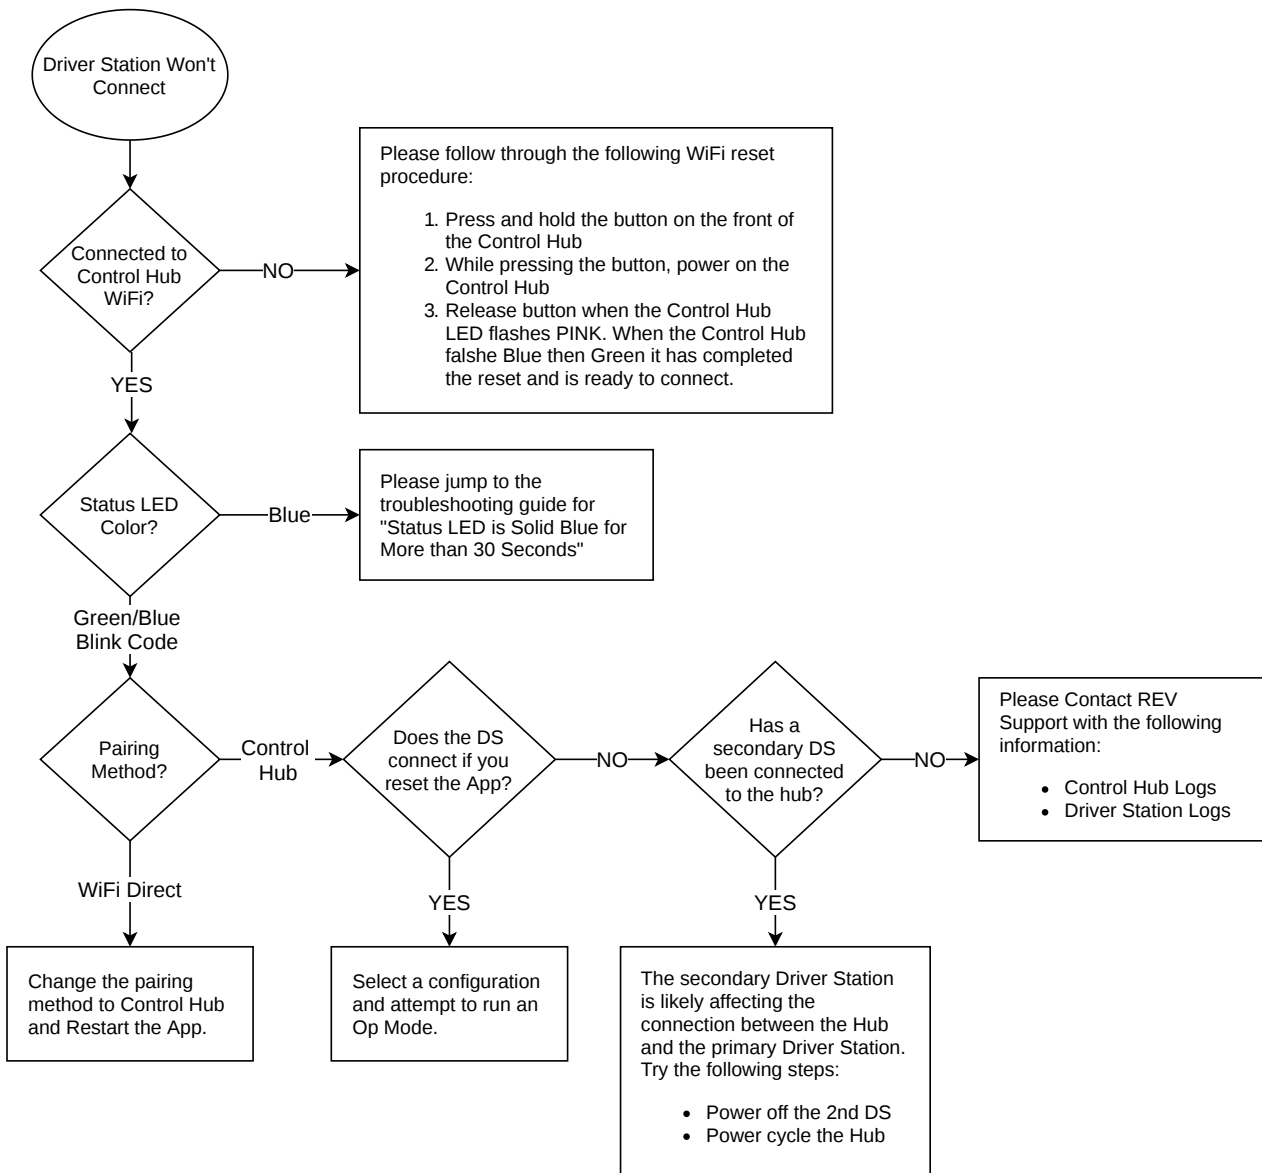 Driver Station Won't
Connect
Please follow through the following WiFi reset
procedure:
1. Press and hold the button on the front of
the Control Hub
2. While pressing the button, power on the
Control Hub
3. Release button when the Control Hub
LED flashes PINK. When the Control Hub
falshe Blue then Green it has completed
the reset and is ready to connect.
Connected to
Control Hub
WiFi?
NO
YES
Status LED
Color?
Blue
Please jump to the
troubleshooting guide for
"Status LED is Solid Blue for
More than 30 Seconds"
Green/Blue
Blink Code
Pairing
Method?
Control
Hub
Does the DS
connect if you
reset the App?
NO
Has a
secondary DS
been connected
to the hub?
NO
Please Contact REV
Support with the following
information:
• Control Hub Logs
• Driver Station Logs
WiFi Direct
YES
YES
Change the pairing
method to Control Hub
and Restart the App.
Select a configuration
and attempt to run an
Op Mode.
The secondary Driver Station
is likely affecting the
connection between the Hub
and the primary Driver Station.
Try the following steps:
• Power off the 2nd DS
• Power cycle the Hub